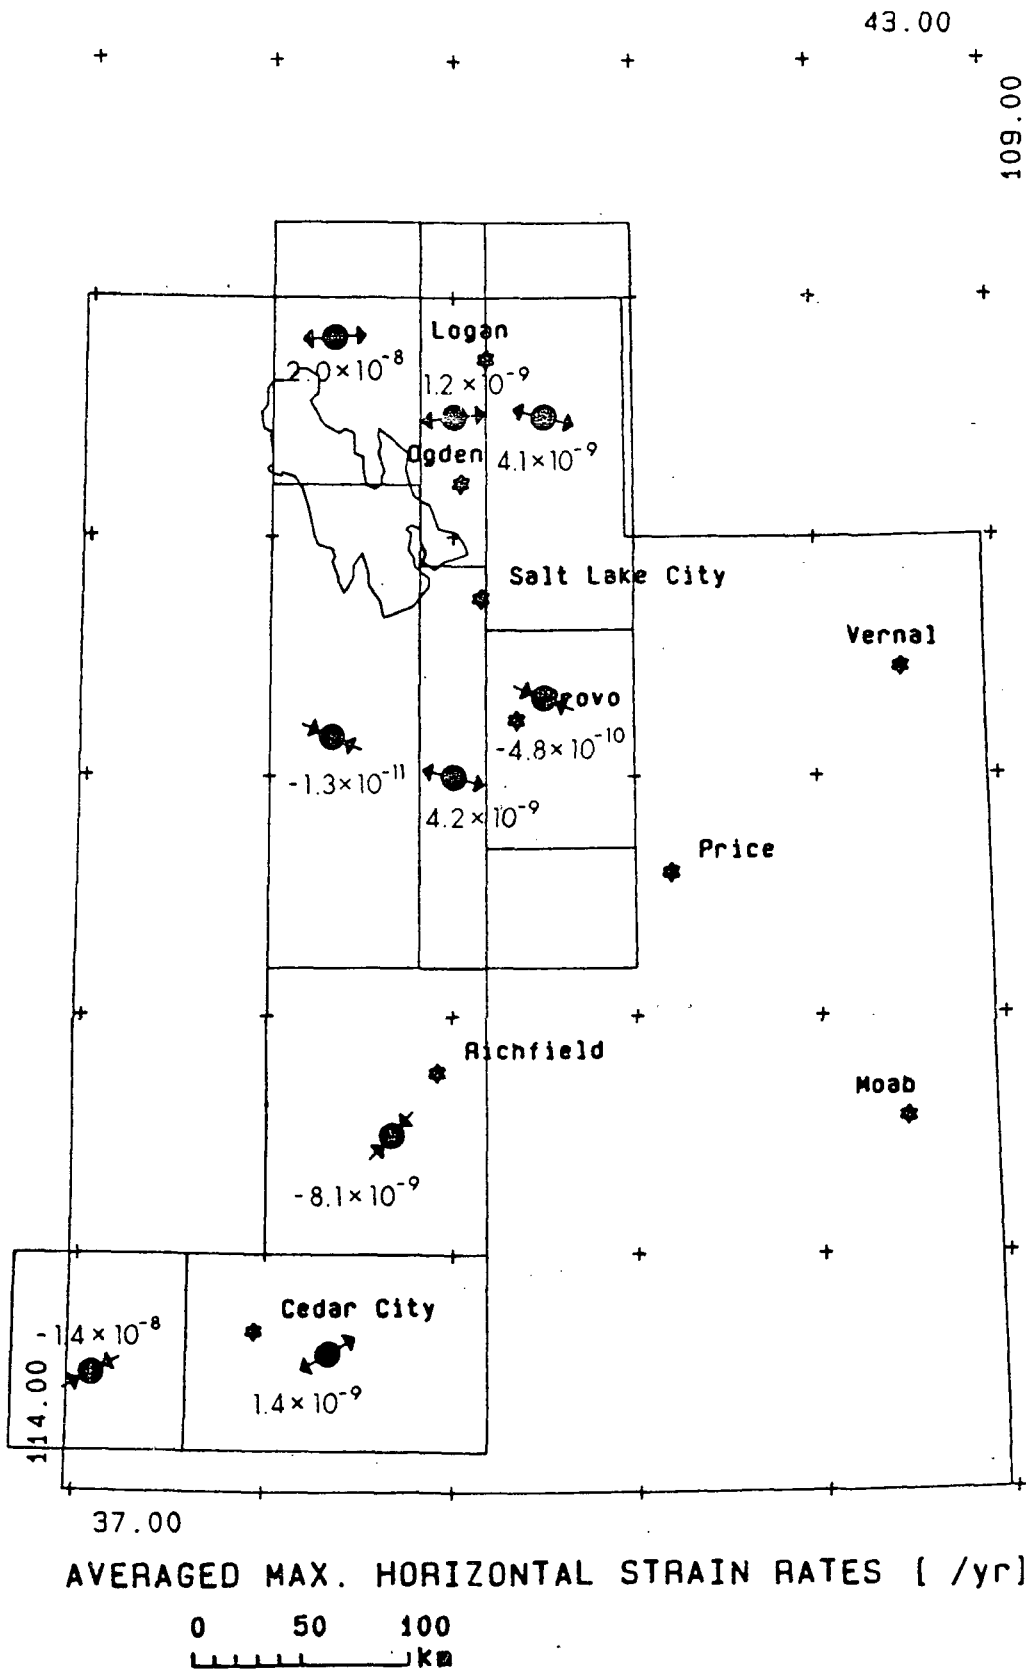 43.00
109.00
Logan
2.0×10⁻⁸
1.2×10⁻⁹
Ogden
4.1×10⁻⁹
Salt Lake City
Vernal
-4.8×10⁻¹⁰
-1.3×10⁻¹¹
4.2×10⁻⁹
Price
Richfield
Moab
-8.1×10⁻⁹
Cedar City
-1.4×10⁻⁸
1.4×10⁻⁹
114.00
37.00
AVERAGED MAX. HORIZONTAL STRAIN RATES [ /yr]
0 50 100
km